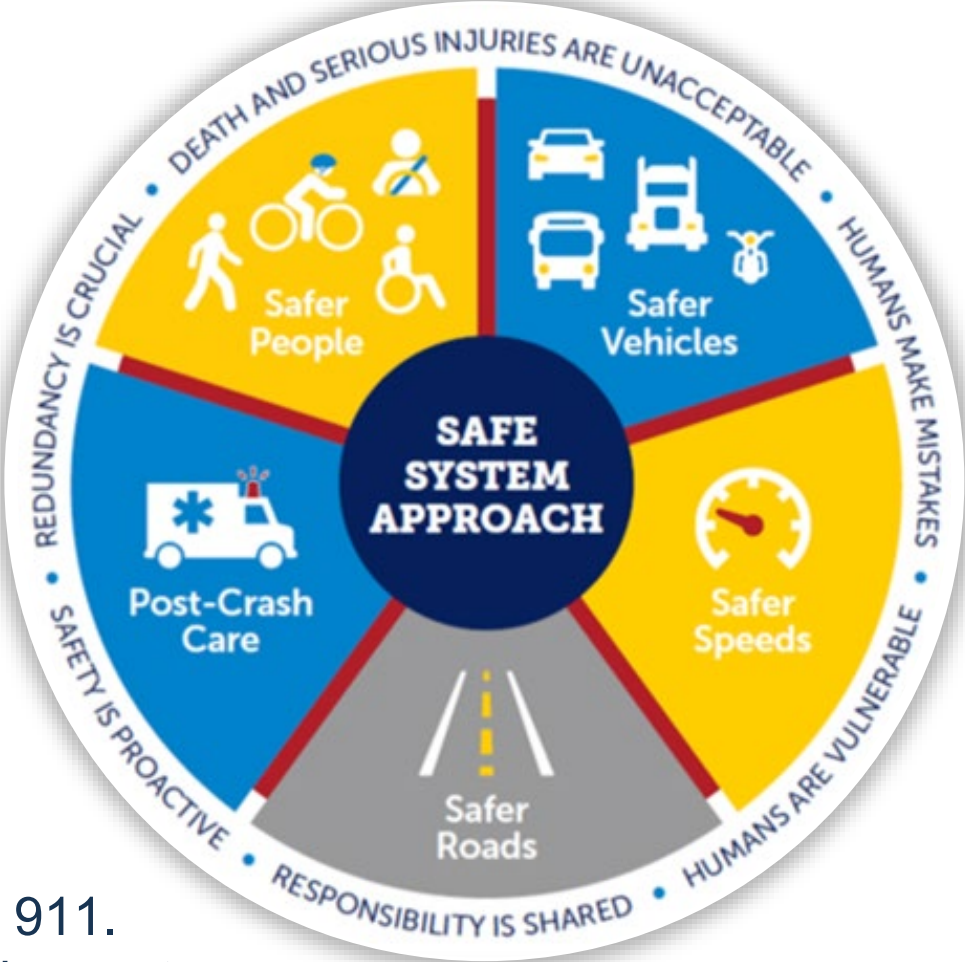 DEATH AND SERIOUS INJURIES ARE UNACCEPTABLE
HUMANS MAKE MISTAKES
HUMANS ARE VULNERABLE
RESPONSIBILITY IS SHARED
SAFETY IS PROACTIVE
REDUNDANCY IS CRUCIAL
Safer
People
Safer
Vehicles
SAFE
SYSTEM
APPROACH
Post-Crash
Care
Safer
Speeds
Safer
Roads
911.